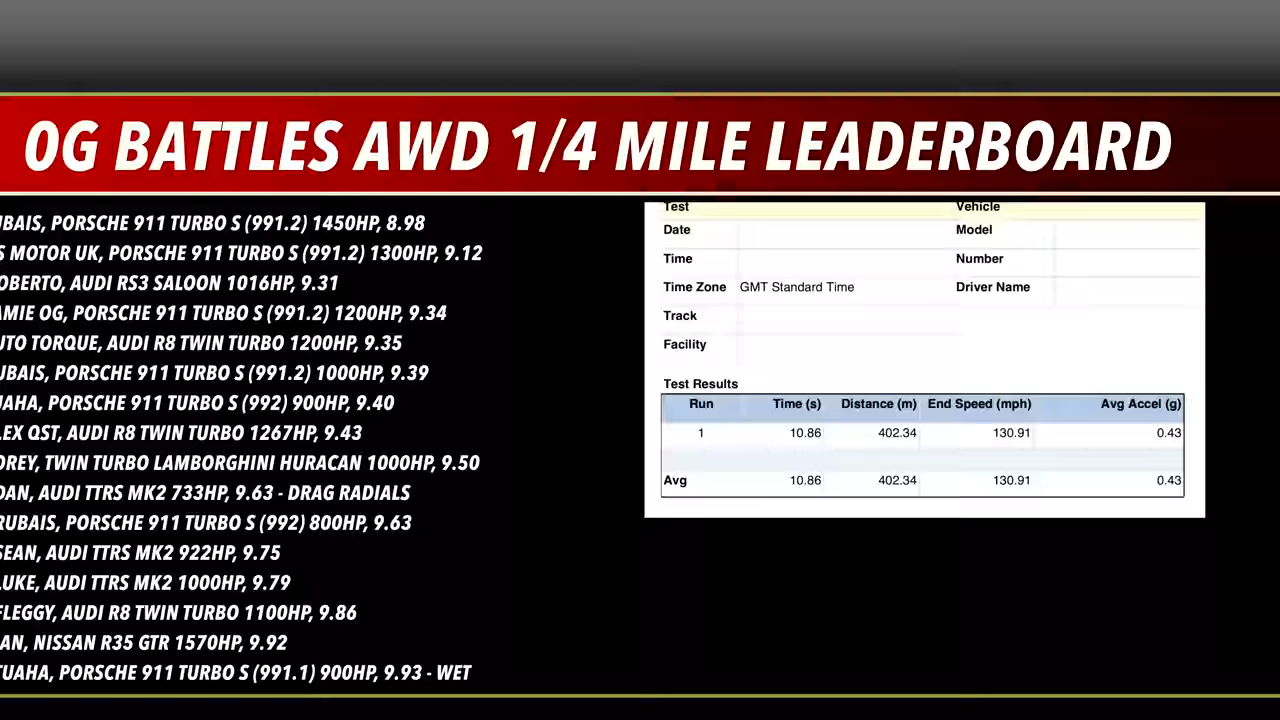 0G BATTLES AWD 1/4 MILE LEADERBOARD
UBAIS, PORSCHE 911 TURBO S (991.2) 1450HP, 8.98
S MOTOR UK, PORSCHE 911 TURBO S (991.2) 1300HP, 9.12
OBERTO, AUDI RS3 SALOON 1016HP, 9.31
AMIE OG, PORSCHE 911 TURBO S (991.2) 1200HP, 9.34
UTO TORQUE, AUDI R8 TWIN TURBO 1200HP, 9.35
UBAIS, PORSCHE 911 TURBO S (991.2) 1000HP, 9.39
UAHA, PORSCHE 911 TURBO S (992) 900HP, 9.40
LEX QST, AUDI R8 TWIN TURBO 1267HP, 9.43
OREY, TWIN TURBO LAMBORGHINI HURACAN 1000HP, 9.50
DAN, AUDI TTRS MK2 733HP, 9.63 - DRAG RADIALS
RUBAIS, PORSCHE 911 TURBO S (992) 800HP, 9.63
SEAN, AUDI TTRS MK2 922HP, 9.75
LUKE, AUDI TTRS MK2 1000HP, 9.79
FLEGGY, AUDI R8 TWIN TURBO 1100HP, 9.86
IAN, NISSAN R35 GTR 1570HP, 9.92
TUAHA, PORSCHE 911 TURBO S (991.1) 900HP, 9.93 - WET
Test Vehicle
Date Model
Time Number
Time Zone GMT Standard Time Driver Name
Track
Facility
Test Results
Run Time (s) Distance (m) End Speed (mph) Avg Accel (g)
1 10.86 402.34 130.91 0.43
Avg 10.86 402.34 130.91 0.43